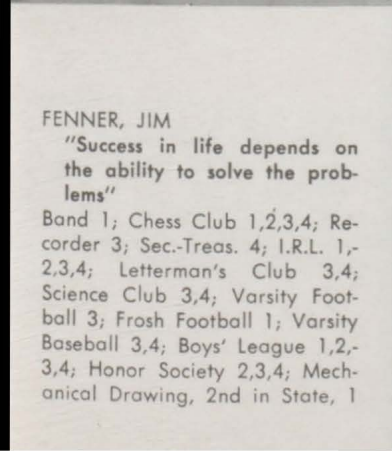 FENNER, JIM
"Success in life depends on
the ability to solve the prob-
lems"
Band 1; Chess Club 1,2,3,4; Re-
corder 3; Sec.-Treas. 4; I.R.L. 1,-
2,3,4; Letterman's Club 3,4;
Science Club 3,4; Varsity Foot-
ball 3; Frosh Football 1; Varsity
Baseball 3,4; Boys' League 1,2,-
3,4; Honor Society 2,3,4; Mech-
anical Drawing, 2nd in State, 1